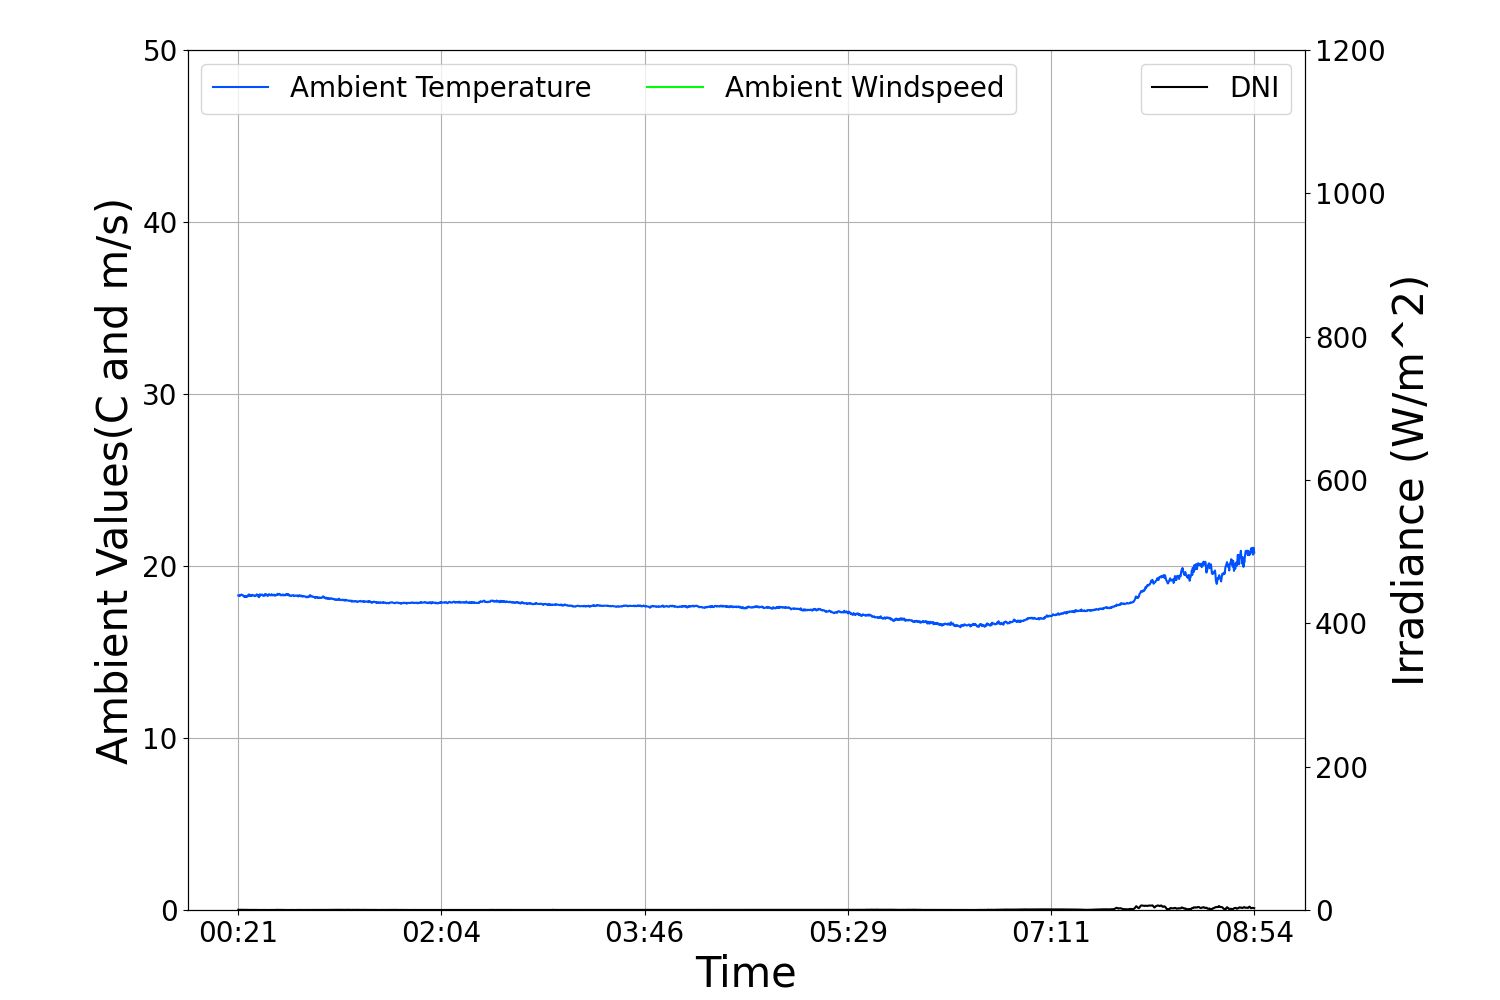 Ambient Temperature Ambient Windspeed DNI
Ambient Values(C and m/s)
50
40
30
20
10
0
1200
1000
800
600
400
200
0
Irradiance (W/m^2)
00:21 02:04 03:46 05:29 07:11 08:54
Time